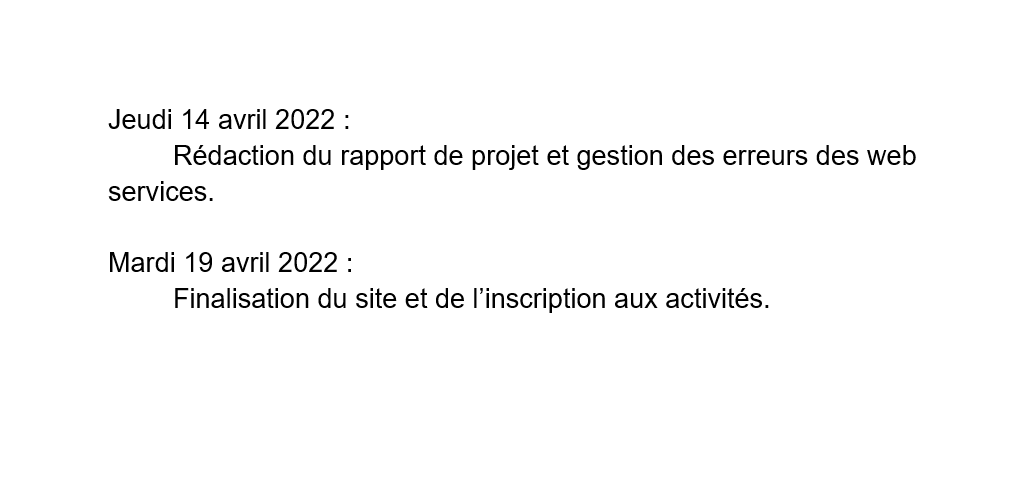 Jeudi 14 avril 2022 :
Rédaction du rapport de projet et gestion des erreurs des web
services.
Mardi 19 avril 2022 :
Finalisation du site et de l’inscription aux activités.